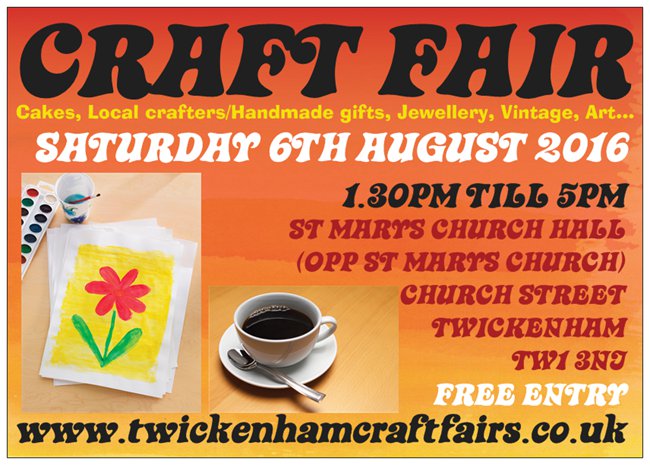 CRAFT FAIR
Cakes, Local crafters/Handmade gifts, Jewellery, Vintage, Art...
SATURDAY 6TH AUGUST 2016
1.30PM TILL 5PM
ST MARYS CHURCH HALL
(OPP ST MARYS CHURCH)
CHURCH STREET
TWICKENHAM
TW1 3NJ
FREE ENTRY
www.twickenhamcraftfairs.co.uk